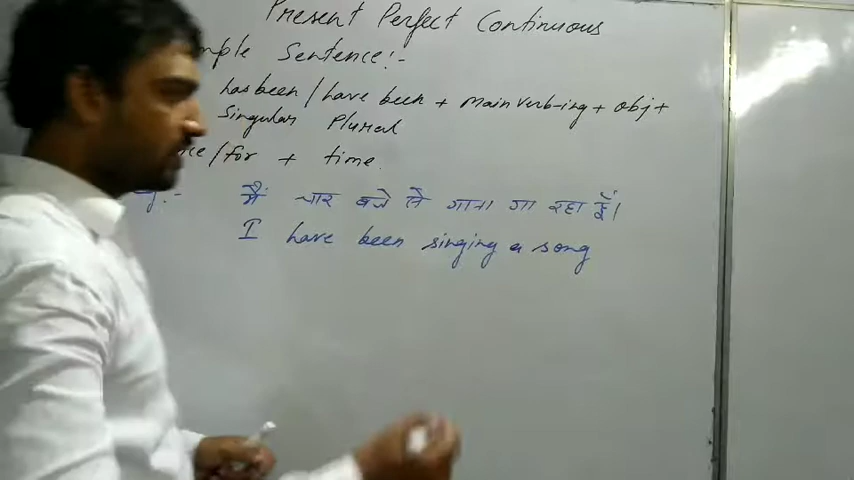 Present Perfect Continuous
mple Sentence:-
has been / have been + main verb-ing + obj +
Singular Plural
ce/for + time.
g:-
मैं चार बजे से गाना गा रहा हूँ।
I have been singing a song